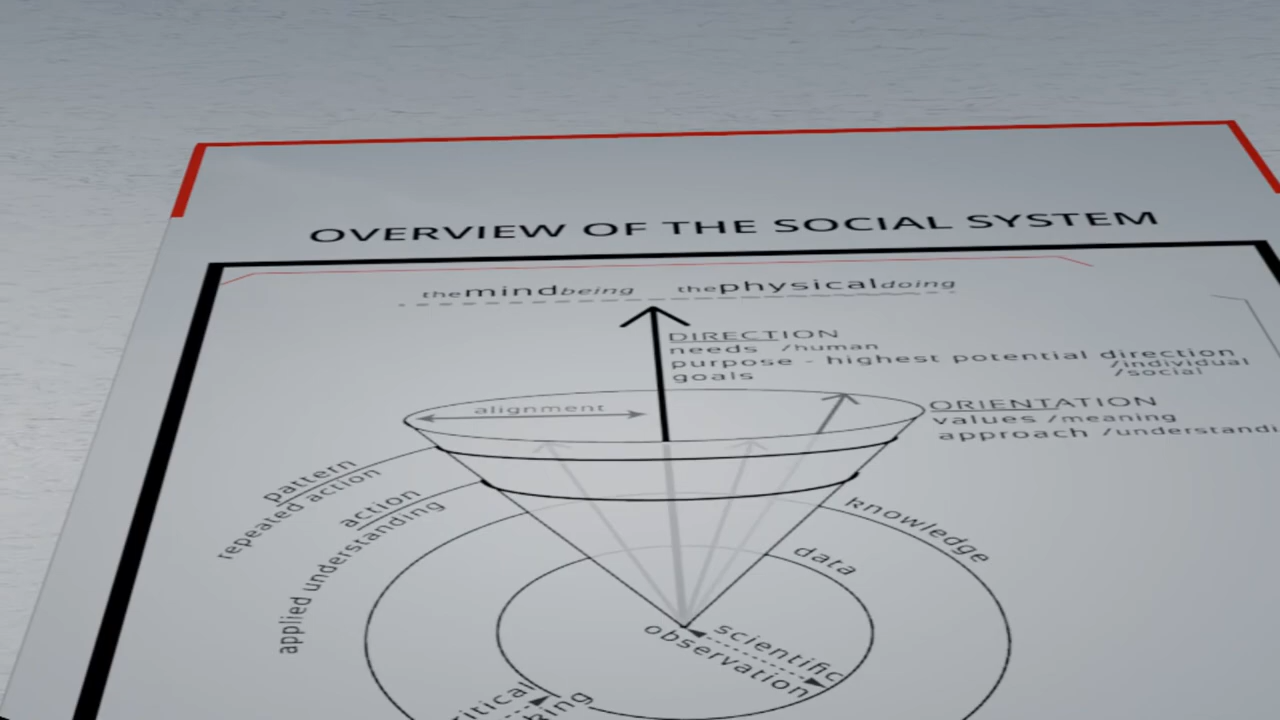 OVERVIEW OF THE SOCIAL SYSTEM
themindbeing thephysicaldoing
DIRECTION
needs /human
purpose - highest potential direction
/individual
goals
/social
alignment
ORIENTATION
values /meaning
approach /understandi
pattern
repeated action
action
applied understanding
knowledge
data
scientific
observation